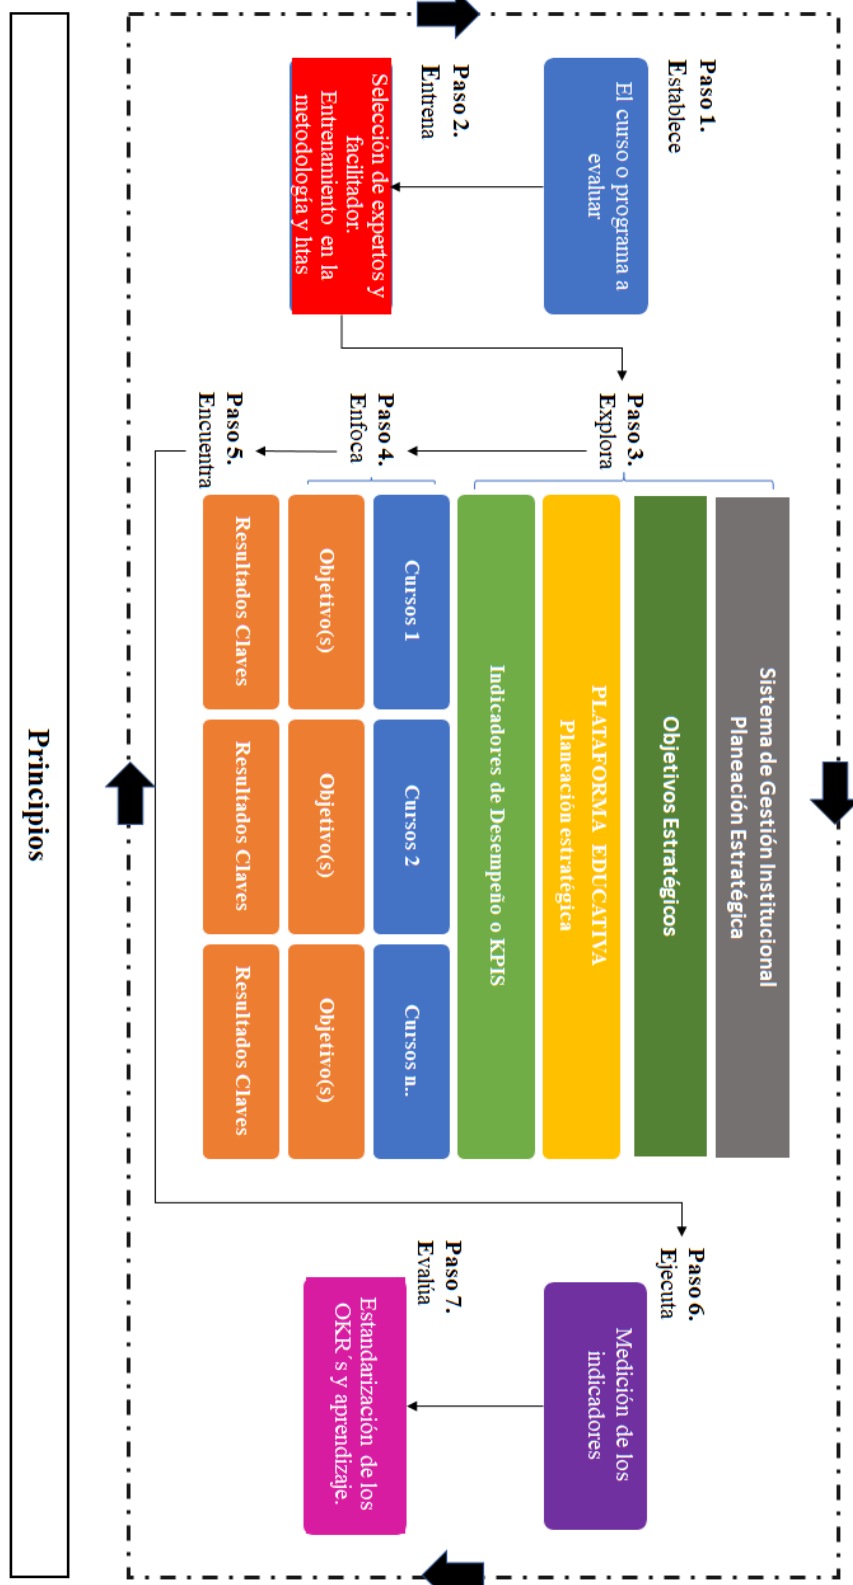 Paso 1.
Establece
El curso o programa a
evaluar
Paso 2.
Entrena
Selección de expertos y
facilitador.
Entrenamiento en la
metodología y htas
Paso 3.
Explora
Sistema de Gestión Institucional
Planeación Estratégica
Objetivos Estratégicos
PLATAFORMA EDUCATIVA
Planeación estratégica
Indicadores de Desempeño o KPIS
Paso 4.
Enfoca
Cursos 1
Cursos 2
Cursos n..
Objetivo(s)
Objetivo(s)
Objetivo(s)
Paso 5.
Encuentra
Resultados Claves
Resultados Claves
Resultados Claves
Paso 6.
Ejecuta
Medición de los
indicadores
Paso 7.
Evalúa
Estandarización de los
OKR´s y aprendizaje.
Principios